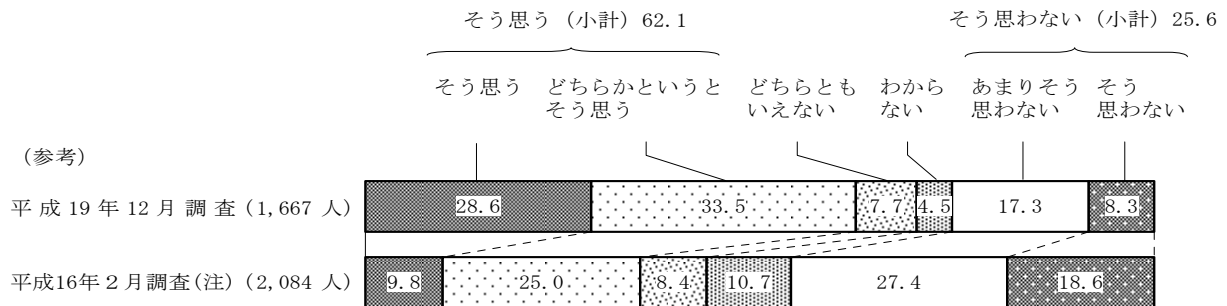 そう思う（小計）62.1
そう思わない（小計）25.6
そう思う
どちらかというと
そう思う
どちらとも
いえない
わから
ない
あまりそう
思わない
そう
思わない
（参考）
平成19年12月調査(1,667人)
28.6
33.5
7.7
4.5
17.3
8.3
平成16年2月調査(注)(2,084人)
9.8
25.0
8.4
10.7
27.4
18.6